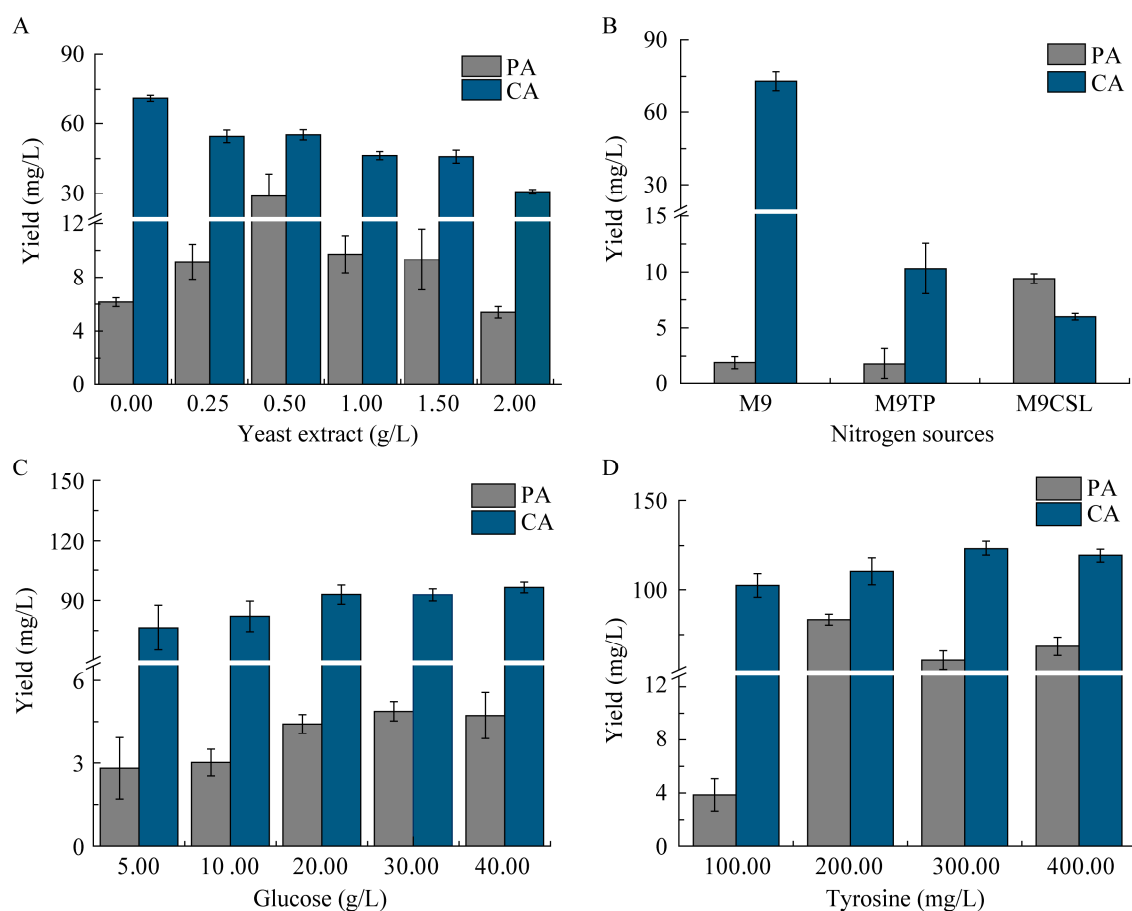 A
90
60
30
12
8
4
0
Yield (mg/L)
PA
CA
0.00 0.25 0.50 1.00 1.50 2.00
Yeast extract (g/L)
B
90
60
30
15
10
5
0
Yield (mg/L)
PA
CA
M9 M9TP M9CSL
Nitrogen sources
C
150
120
90
6
3
0
Yield (mg/L)
PA
CA
5.00 10.00 20.00 30.00 40.00
Glucose (g/L)
D
150
100
12
8
4
0
Yield (mg/L)
PA
CA
100.00 200.00 300.00 400.00
Tyrosine (mg/L)